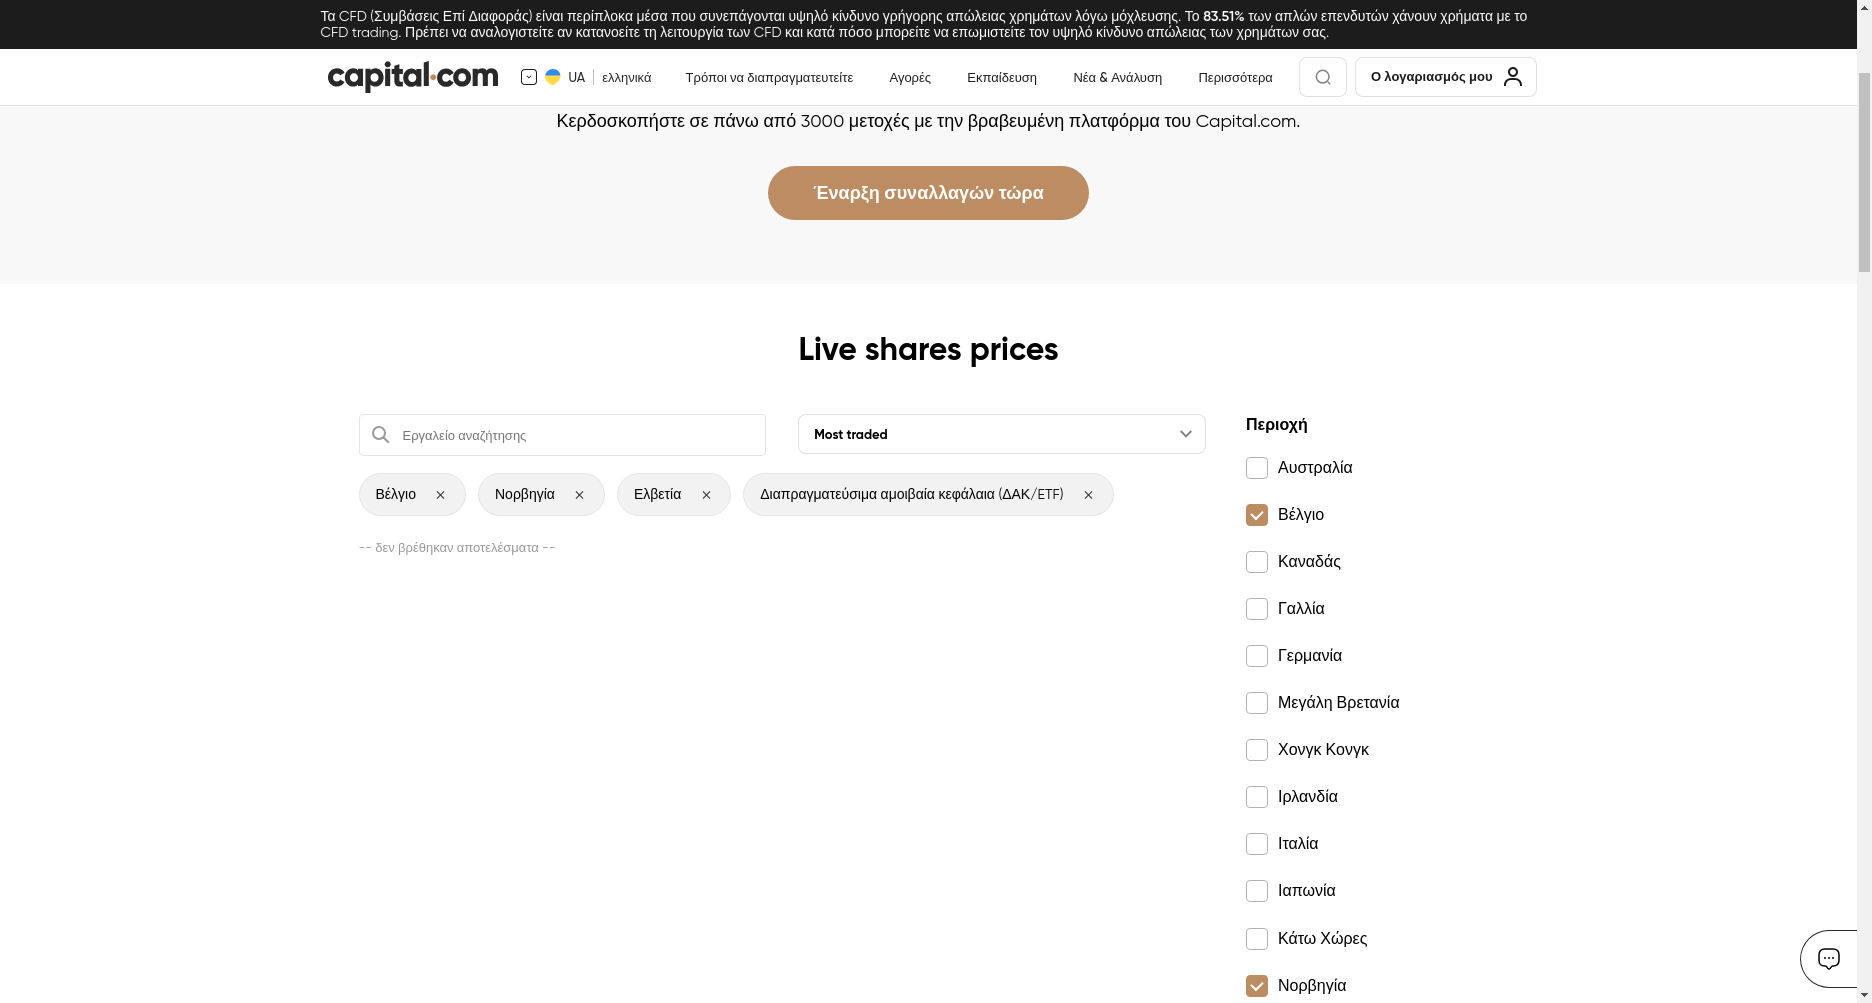 Τα CFD (Συμβάσεις Επί Διαφοράς) είναι περίπλοκα μέσα που συνεπάγονται υψηλό κίνδυνο γρήγορης απώλειας χρημάτων λόγω μόχλευσης. Το 83.51% των απλών επενδυτών χάνουν χρήματα με το
CFD trading. Πρέπει να αναλογιστείτε αν κατανοείτε τη λειτουργία των CFD και κατά πόσο μπορείτε να επωμιστείτε τον υψηλό κίνδυνο απώλειας των χρημάτων σας.
capital.com UA ελληνικά Τρόποι να διαπραγματευτείτε Αγορές Εκπαίδευση Νέα & Ανάλυση Περισσότερα Ο λογαριασμός μου
Κερδοσκοπήστε σε πάνω από 3000 μετοχές με την βραβευμένη πλατφόρμα του Capital.com.
Έναρξη συναλλαγών τώρα
Live shares prices
Εργαλείο αναζήτησης
Most traded
Βέλγιο × Νορβηγία × Ελβετία × Διαπραγματεύσιμα αμοιβαία κεφάλαια (ΔΑΚ/ETF) ×
-- δεν βρέθηκαν αποτελέσματα --
Περιοχή
Αυστραλία
Βέλγιο
Καναδάς
Γαλλία
Γερμανία
Μεγάλη Βρετανία
Χονγκ Κονγκ
Ιρλανδία
Ιταλία
Ιαπωνία
Κάτω Χώρες
Νορβηγία